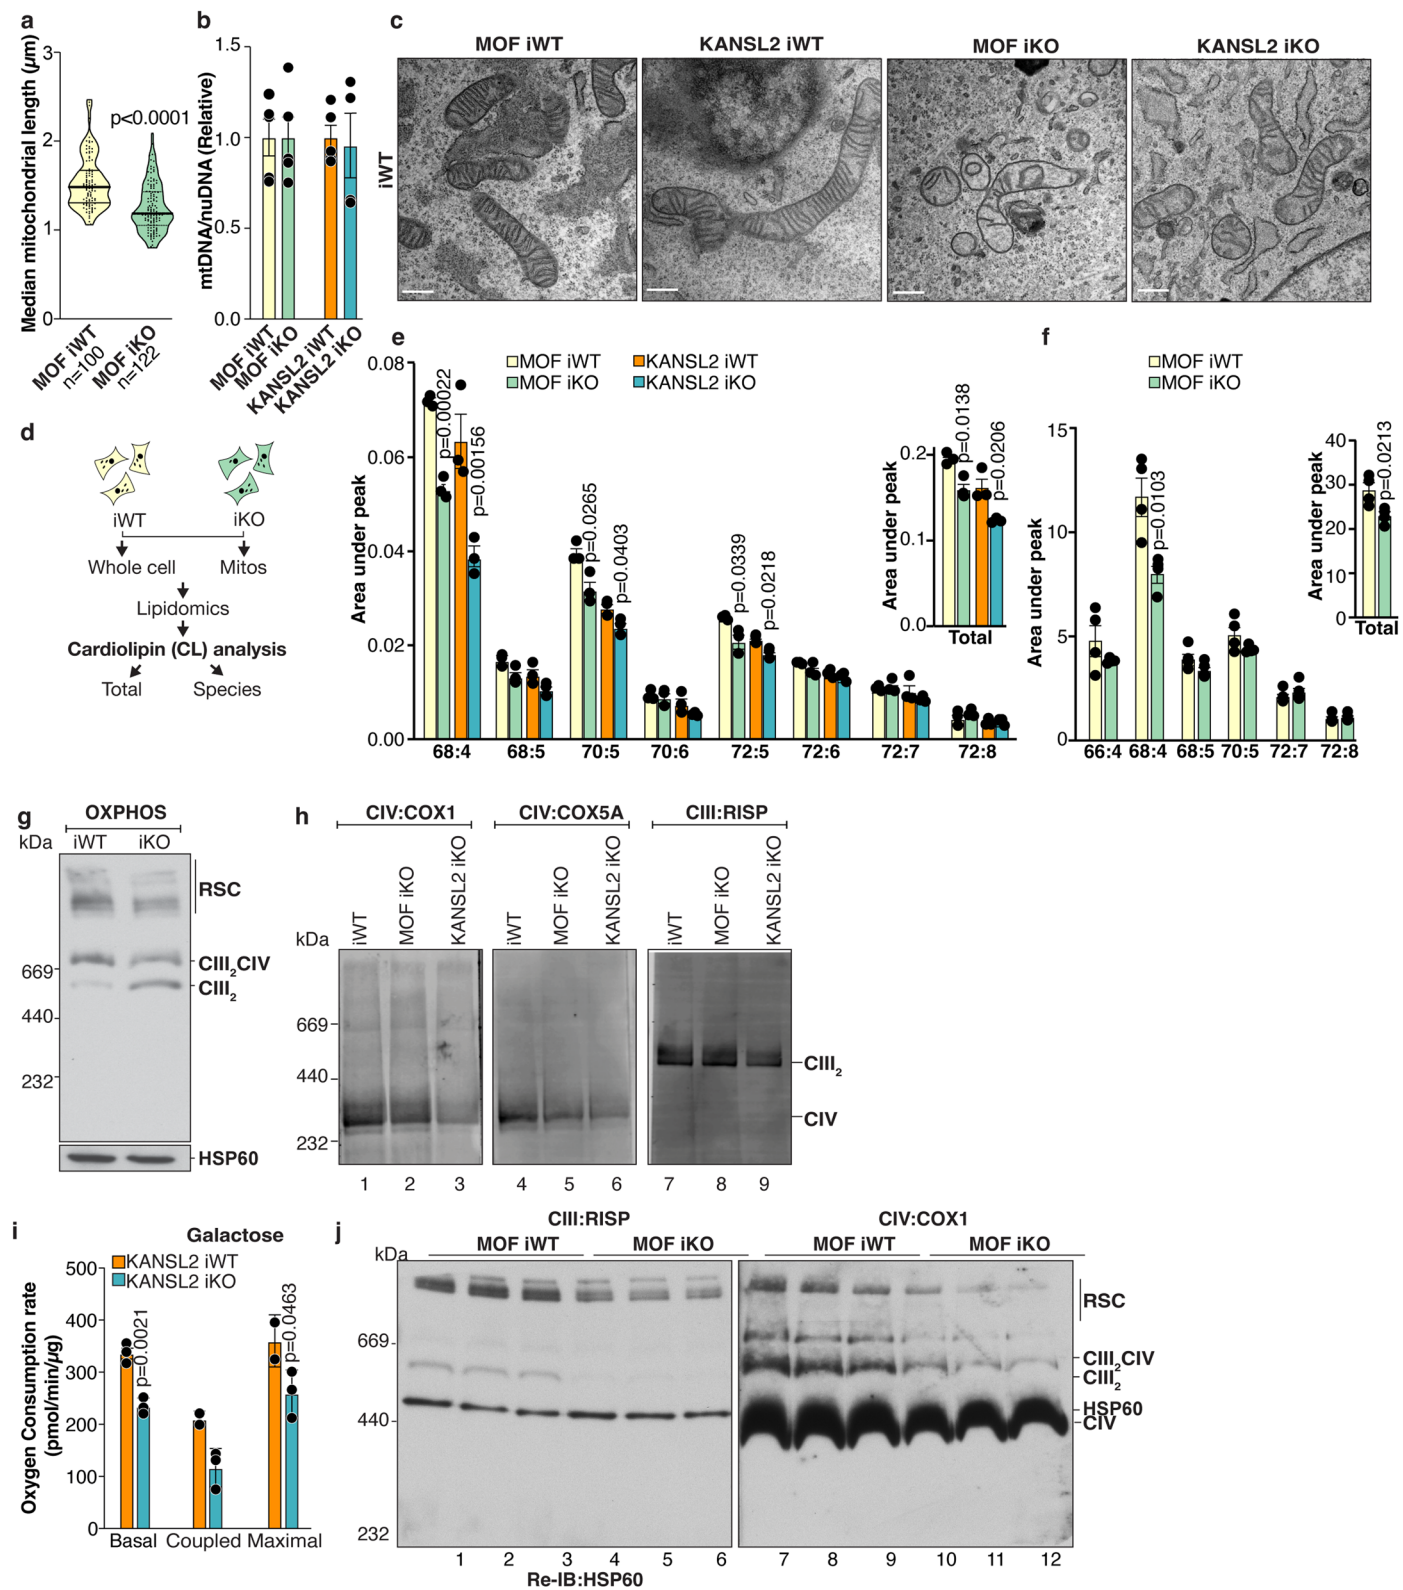 a
Median mitochondrial length (µm)
3
2
1
0
p<0.0001
MOF iWT
n=100
MOF iKO
n=122
b
mtDNA/nuDNA (Relative)
1.5
1.0
0.5
0.0
MOF iWT
MOF iKO
KANSL2 iWT
KANSL2 iKO
c
MOF iWT
KANSL2 iWT
MOF iKO
KANSL2 iKO
iWT
d
iWT
iKO
Whole cell
Mitos
Lipidomics
Cardiolipin (CL) analysis
Total
Species
e
MOF iWT
MOF iKO
KANSL2 iWT
KANSL2 iKO
Area under peak
0.08
0.06
0.04
0.02
0.00
p=0.00022
p=0.00156
p=0.0265
p=0.0403
p=0.0339
p=0.0218
68:4
68:5
70:5
70:6
72:5
72:6
72:7
72:8
Area under peak
0.2
0.1
0.0
p=0.0138
p=0.0206
Total
f
MOF iWT
MOF iKO
Area under peak
15
10
5
0
p=0.0103
66:4
68:4
68:5
70:5
72:7
72:8
Area under peak
40
30
20
10
0
p=0.0213
Total
g
OXPHOS
kDa
iWT
iKO
RSC
CIII2CIV
CIII2
669
440
232
HSP60
h
CIV:COX1
CIV:COX5A
CIII:RISP
iWT
MOF iKO
KANSL2 iKO
iWT
MOF iKO
KANSL2 iKO
iWT
MOF iKO
KANSL2 iKO
kDa
669
440
232
CIII2
CIV
1
2
3
4
5
6
7
8
9
i
Galactose
KANSL2 iWT
KANSL2 iKO
Oxygen Consumption rate
(pmol/min/µg)
500
400
300
200
100
0
p=0.0021
p=0.0463
Basal
Coupled
Maximal
j
CIII:RISP
CIV:COX1
kDa
MOF iWT
MOF iKO
MOF iWT
MOF iKO
669
440
232
RSC
CIII2CIV
CIII2
HSP60
CIV
1
2
3
4
5
6
7
8
9
10
11
12
Re-IB:HSP60